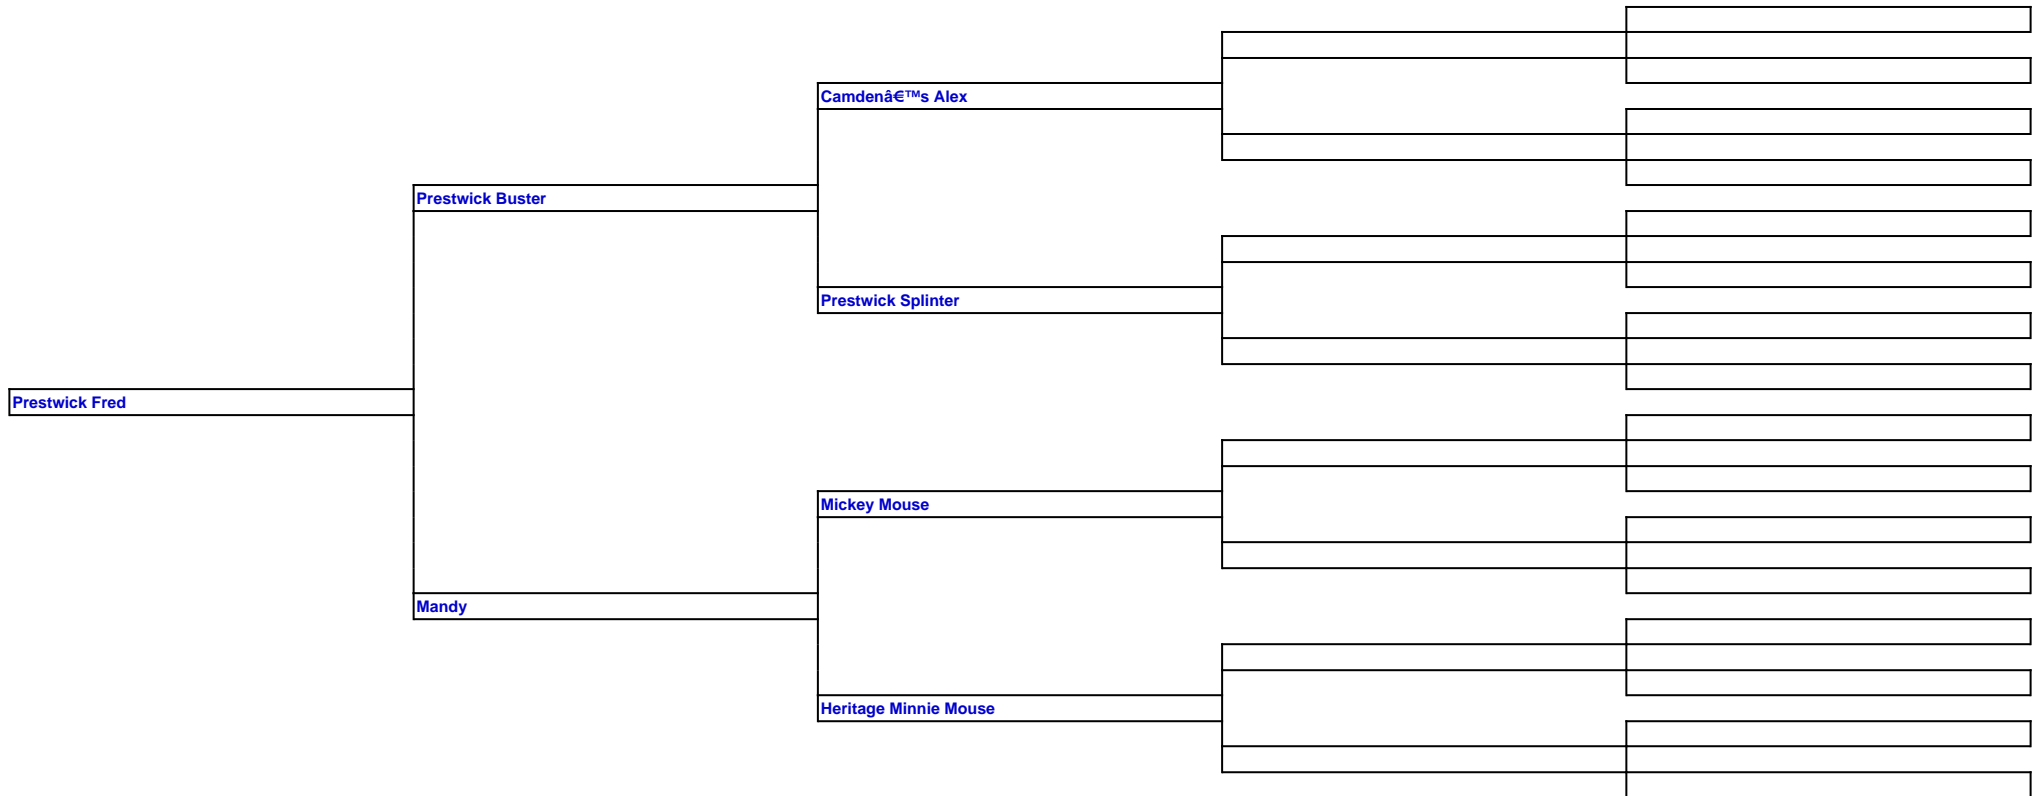 Camdenâ€™s Alex
Prestwick Buster
Prestwick Splinter
Prestwick Fred
Mickey Mouse
Mandy
Heritage Minnie Mouse